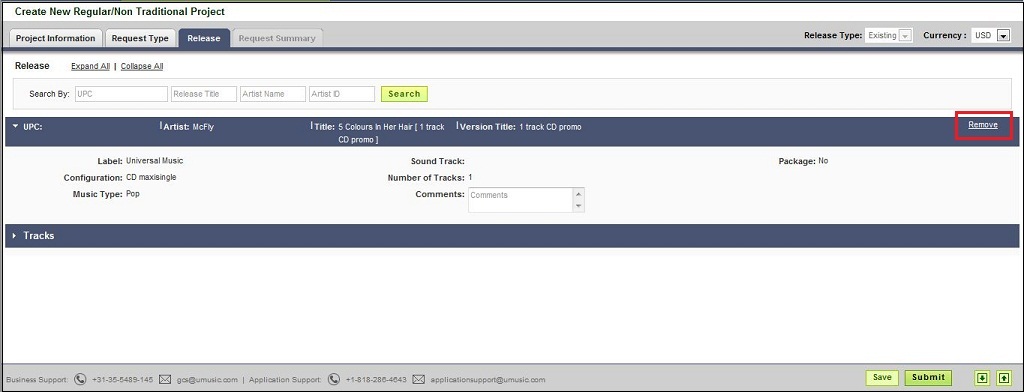 Create New Regular/Non Traditional Project
Project Information Request Type Release Request Summary Release Type: Existing Currency : USD
Release Expand All | Collapse All
Search By: UPC Release Title Artist Name Artist ID Search
UPC: Artist: McFly Title: 5 Colours In Her Hair [ 1 track Version Title: 1 track CD promo Remove
CD promo ]
Label: Universal Music Sound Track: Package: No
Configuration: CD maxisingle Number of Tracks: 1
Music Type: Pop Comments: Comments
Tracks
Business Support: +31-35-5489-145 gcs@umusic.com | Application Support: +1-818-286-4643 applicationsupport@umusic.com Save Submit